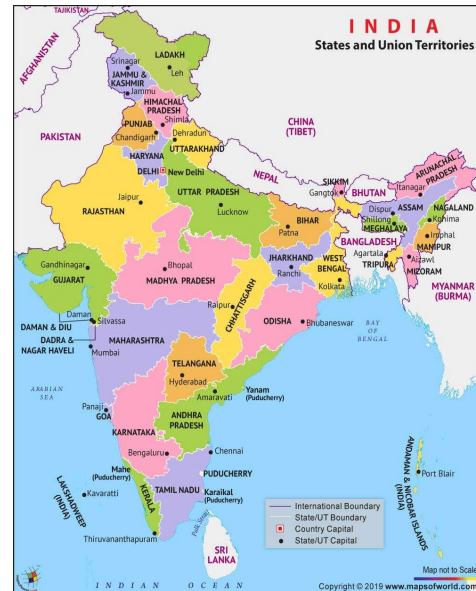 TAJIKISTAN
INDIA
States and Union Territories
AFGHANISTAN
LADAKH
Srinagar
Leh
JAMMU &
KASHMIR
Jammu
HIMACHAL
PRADESH
Shimla
PUNJAB
Chandigarh
Dehradun
UTTARAKHAND
CHINA
(TIBET)
PAKISTAN
HARYANA
DELHI
New Delhi
NEPAL
ARUNACHAL
PRADESH
SIKKIM
Gangtok
BHUTAN
Itanagar
RAJASTHAN
Jaipur
UTTAR PRADESH
Lucknow
Dispur
ASSAM
NAGALAND
Kohima
Shillong
MEGHALAYA
BIHAR
Patna
Imphal
MANIPUR
BANGLADESH
Agartala
Aizawl
TRIPURA
MIZORAM
Gandhinagar
GUJARAT
Bhopal
MADHYA PRADESH
JHARKHAND
Ranchi
WEST
BENGAL
Kolkata
MYANMAR
(BURMA)
Raipur
CHHATTISGARH
Daman
Silvassa
DAMAN & DIU
DADRA &
NAGAR HAVELI
MAHARASHTRA
Mumbai
ODISHA
Bhubaneswar
BAY
OF
BENGAL
ARABIAN
SEA
TELANGANA
Hyderabad
Amaravati
Yanam
(Puducherry)
Panaji
GOA
ANDHRA
PRADESH
KARNATAKA
Bengaluru
Chennai
Mahe
(Puducherry)
PUDUCHERRY
TAMIL NADU
Karaikal
(Puducherry)
LAKSHADWEEP
(INDIA)
Kavaratti
KERALA
Thiruvananthapuram
Palk Strait
SRI
LANKA
ANDAMAN & NICOBAR ISLANDS
(INDIA)
Port Blair
International Boundary
State/UT Boundary
Country Capital
State/UT Capital
Map not to Scale
INDIAN OCEAN
Copyright © 2019 www.mapsofworld.com